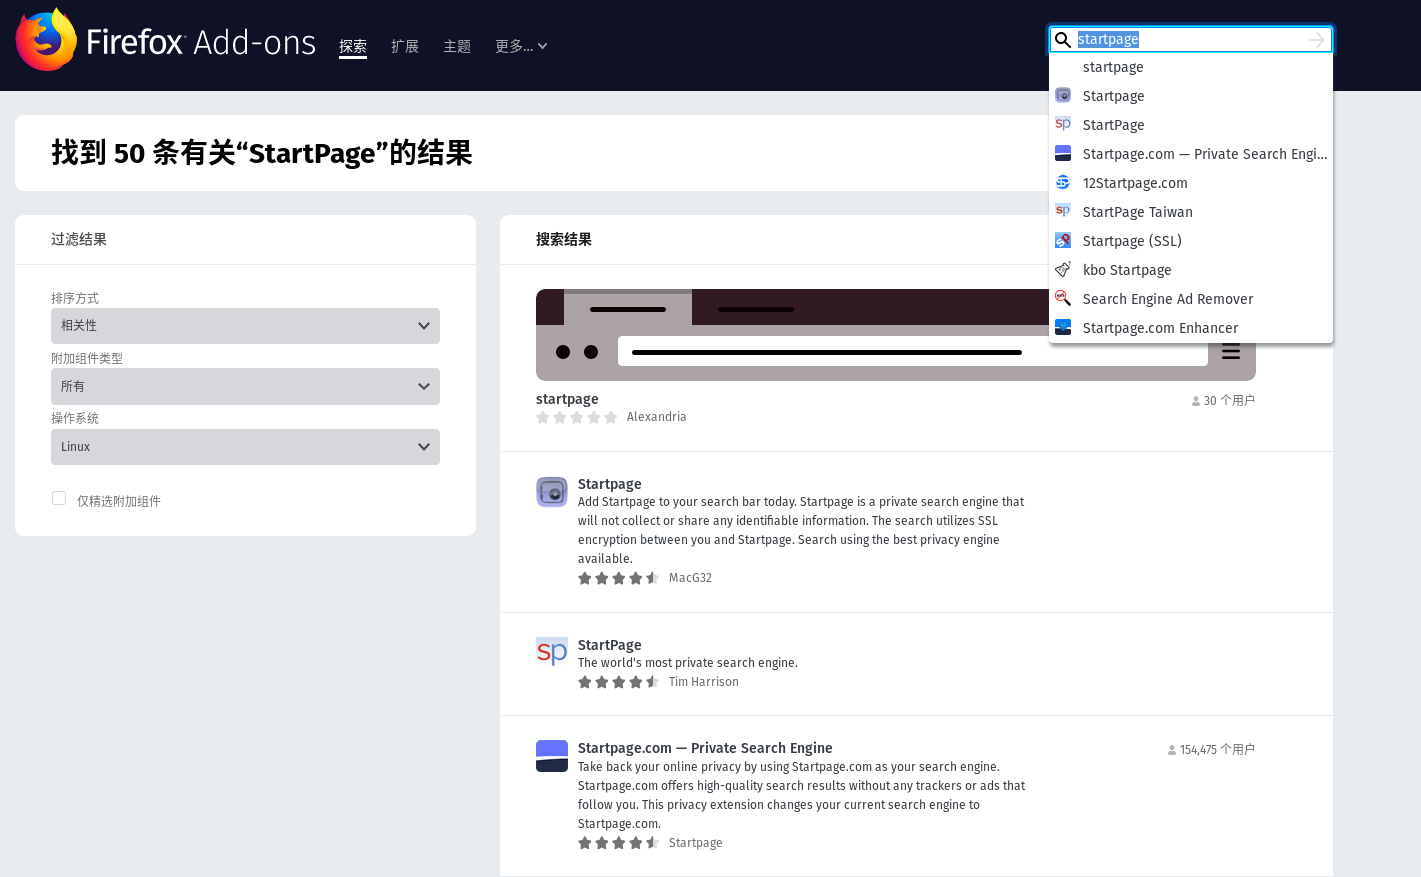 Firefox Add-ons
探索
扩展
主题
更多…
startpage
startpage
Startpage
StartPage
Startpage.com — Private Search Engi…
12Startpage.com
StartPage Taiwan
Startpage (SSL)
kbo Startpage
Search Engine Ad Remover
Startpage.com Enhancer
找到 50 条有关“StartPage”的结果
过滤结果
排序方式
相关性
附加组件类型
所有
操作系统
Linux
仅精选附加组件
搜索结果
startpage
30 个用户
Alexandria
Startpage
Add Startpage to your search bar today. Startpage is a private search engine that
will not collect or share any identifiable information. The search utilizes SSL
encryption between you and Startpage. Search using the best privacy engine
available.
MacG32
sp
StartPage
The world's most private search engine.
Tim Harrison
Startpage.com — Private Search Engine
154,475 个用户
Take back your online privacy by using Startpage.com as your search engine.
Startpage.com offers high-quality search results without any trackers or ads that
follow you. This privacy extension changes your current search engine to
Startpage.com.
Startpage